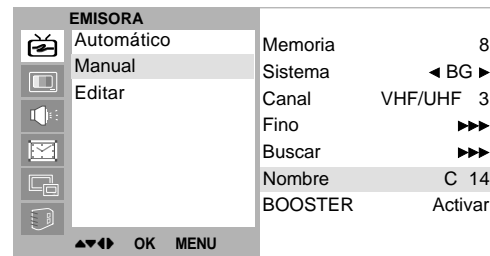 EMISORA
Automático
Manual
Editar
Memoria 8
Sistema ◄ BG ►
Canal VHF/UHF 3
Fino ►►►
Buscar ►►►
Nombre C 14
BOOSTER Activar
▲▼◄► OK MENU